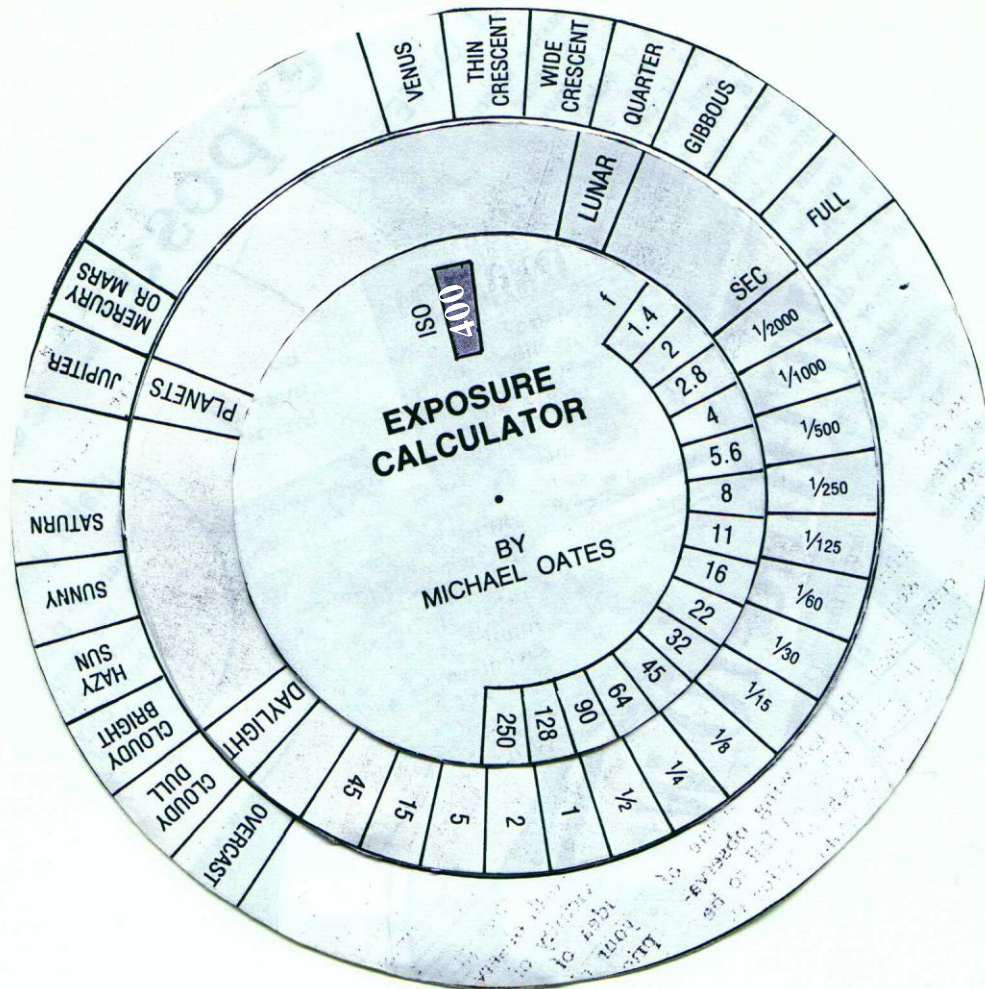 VENUS
THIN
CRESCENT
WIDE
CRESCENT
QUARTER
GIBBOUS
FULL
MERCURY
OR MARS
JUPITER
SATURN
SUNNY
HAZY
SUN
CLOUDY
BRIGHT
CLOUDY
DULL
OVERCAST
LUNAR
PLANETS
DAYLIGHT
SEC
1/2000
1/1000
1/500
1/250
1/125
1/60
1/30
1/15
1/8
1/4
1/2
1
2
5
15
45
f
1.4
2
2.8
4
5.6
8
11
16
22
32
45
64
90
128
250
ISO
400
EXPOSURE
CALCULATOR
BY
MICHAEL OATES